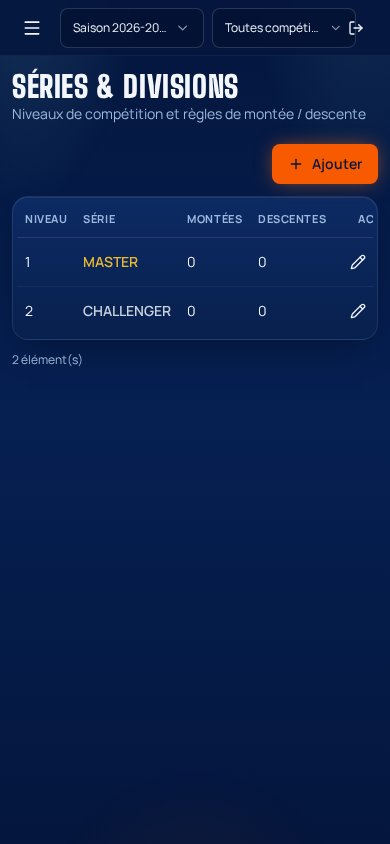 Saison 2026-20... Toutes compéti...
SÉRIES & DIVISIONS
Niveaux de compétition et règles de montée / descente
Ajouter
NIVEAU SÉRIE MONTÉES DESCENTES AC
1 MASTER 0 0
2 CHALLENGER 0 0
2 élément(s)